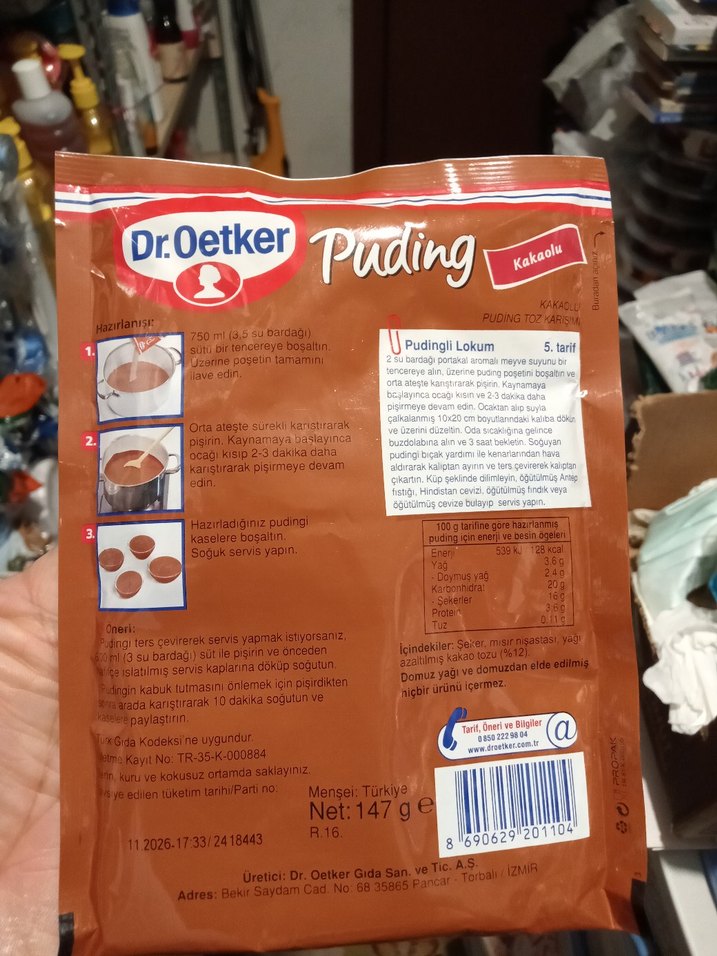 Dr.Oetker
Puding
Kakaolu
Buradan açınız
KAKAOLU
PUDING TOZ KARIŞIMI
Hazırlanışı:
1.
750 ml (3,5 su bardağı)
sütü bir tencereye boşaltın.
Üzerine poşetin tamamını
ilave edin.
2.
Orta ateşte sürekli karıştırarak
pişirin. Kaynamaya başlayınca
ocağı kısıp 2-3 dakika daha
karıştırarak pişirmeye devam
edin.
3.
Hazırladığınız pudingi
kaselere boşaltın.
Soğuk servis yapın.
Pudingli Lokum 5. tarif
2 su bardağı portakal aromalı meyve suyunu bir
tencereye alın, üzerine puding poşetini boşaltın ve
orta ateşte karıştırarak pişirin. Kaynamaya
başlayınca ocağı kısın ve 2-3 dakika daha
pişirmeye devam edin. Ocaktan alıp suyla
çalkalanmış 10x20 cm boyutlarındaki kalıba dökün
ve üzerini düzeltin. Oda sıcaklığına gelince
buzdolabına alın ve 3 saat bekletin. Soğuyan
pudingi bıçak yardımı ile kenarlarından hava
aldırarak kalıptan ayırın ve ters çevirerek kalıptan
çıkartın. Küp şeklinde dilimleyin, öğütülmüş Antep
fıstığı, Hindistan cevizi, öğütülmüş fındık veya
öğütülmüş ceviz bulayıp servis yapın.
100 g tarifine göre hazırlanmış
puding için enerji ve besin öğeleri
Enerji 539 kJ 128 kcal
Yağ 3,6 g
- Doymuş yağ 2,4 g
Karbonhidrat 20 g
- Şekerler 16 g
Protein 3,6 g
Tuz 0,11 g
İçindekiler: Şeker, mısır nişastası, yağı
azaltılmış kakao tozu (%12).
Domuz yağı ve domuzdan elde edilmiş
hiçbir ürünü içermez.
Öneri:
Pudingi ters çevirerek servis yapmak istiyorsanız,
600 ml (3 su bardağı) süt ile pişirin ve önceden
ıslatılmış servis kaplarına döküp soğutun.
Pudingin kabuk tutmasını önlemek için pişirdikten
sonra arada karıştırarak 10 dakika soğutun ve
kaselere paylaştırın.
Türk Gıda Kodeksi'ne uygundur.
İşletme Kayıt No: TR-35-K-000884
Serin, kuru ve kokusuz ortamda saklayınız.
Tavsiye edilen tüketim tarihi/Parti no:
11.2026-17:33/2418443
Menşei: Türkiye
Net: 147 g e
R.16.
Tarif, Öneri ve Bilgiler
0 850 222 98 04
www.droetker.com.tr
@
8 690629 201104
PROPAK
Üretici: Dr. Oetker Gıda San. ve Tic. A.Ş.
Adres: Bekir Saydam Cad. No: 68 35865 Pancar - Torbalı / İZMİR